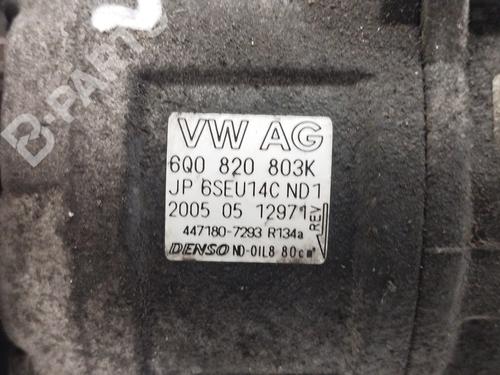 B-PARTS
VW AG
6Q0 820 803K
JP 6SEU14C ND1
2005 05 12971
REV
447180-7293 R134a
DENSO ND-OIL8 80cm³